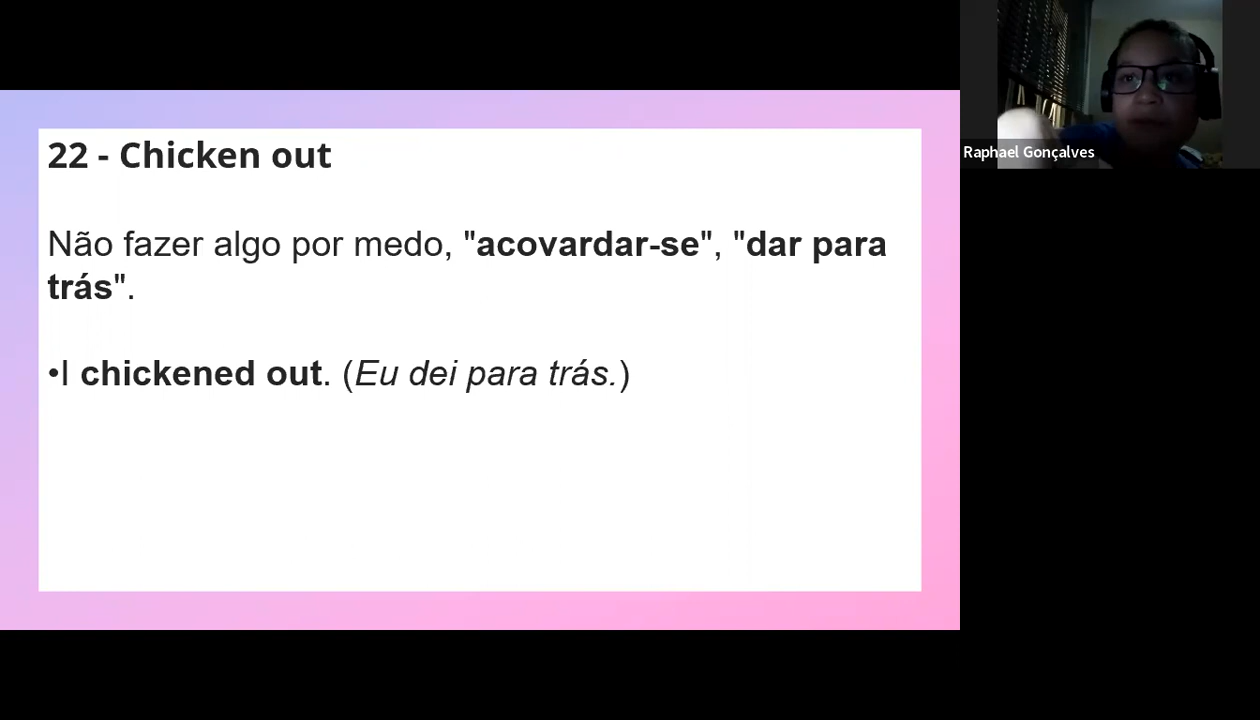 22 - Chicken out
Não fazer algo por medo, "acovardar-se", "dar para
trás".
•I chickened out. (Eu dei para trás.)
Raphael Gonçalves